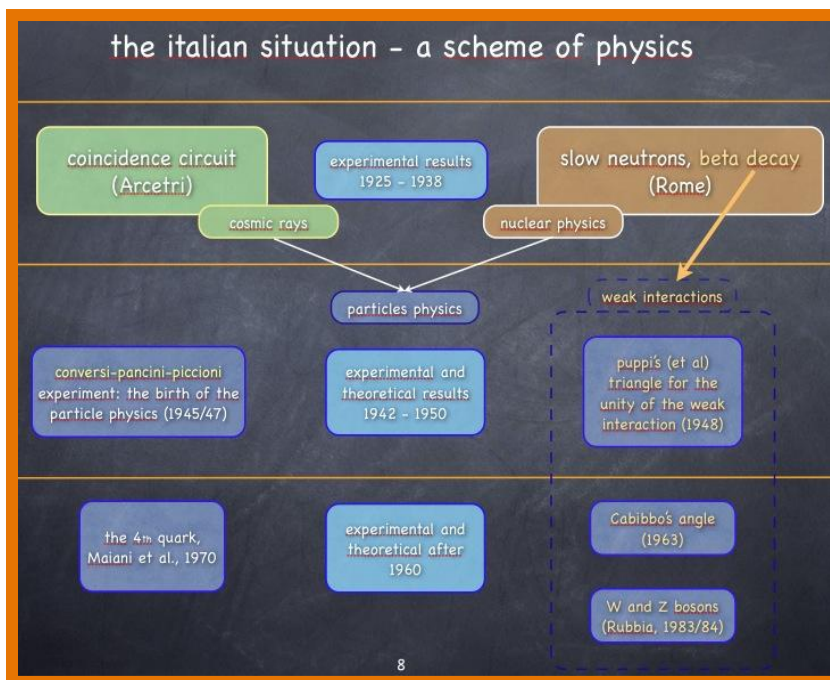 the italian situation - a scheme of physics
coincidence circuit
(Arcetri)
cosmic rays
experimental results
1925 - 1938
slow neutrons, beta decay
(Rome)
nuclear physics
particles physics
weak interactions
conversi-pancini-piccioni
experiment: the birth of the
particle physics (1945/47)
experimental and
theoretical results
1942 - 1950
puppi's (et al)
triangle for the
unity of the weak
interaction (1948)
the 4th quark,
Maiani et al., 1970
experimental and
theoretical after
1960
Cabibbo's angle
(1963)
W and Z bosons
(Rubbia, 1983/84)
8